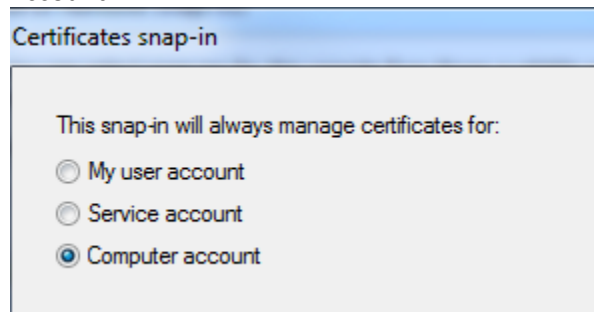 Certificates snap-in
This snap-in will always manage certificates for:
My user account
Service account
Computer account